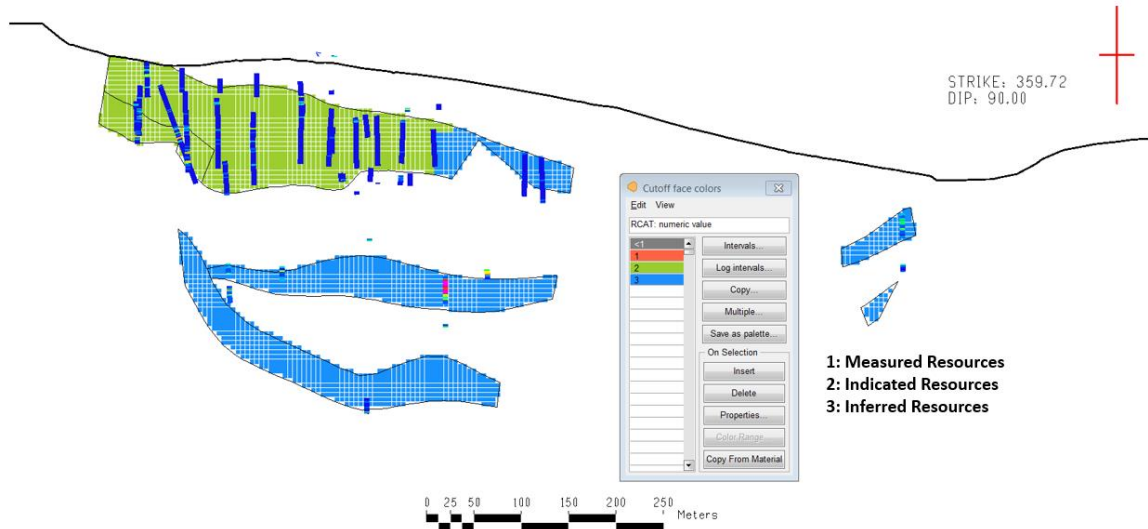 STRIKE: 359.72
DIP: 90.00
Cutoff face colors
Edit View
RCAT: numeric value
<1
1
2
3
Intervals...
Log intervals...
Copy...
Multiple...
Save as palette...
On Selection
Insert
Delete
Properties...
Color Range...
Copy From Material
1: Measured Resources
2: Indicated Resources
3: Inferred Resources
0 25 50 100 150 200 250
Meters